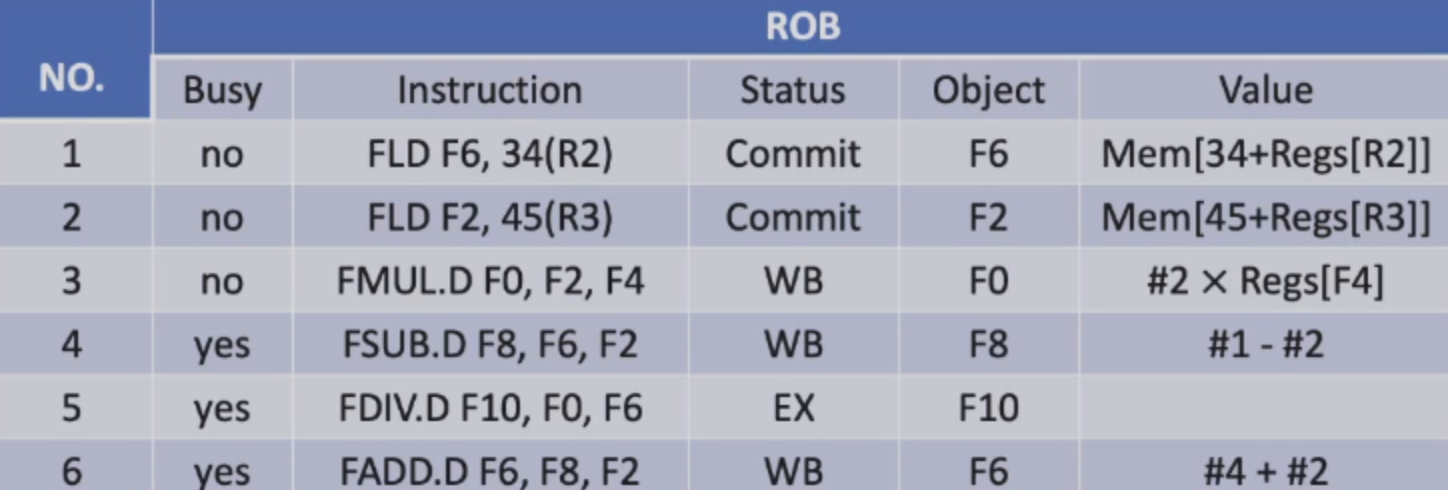 ROB
NO. Busy Instruction Status Object Value
1 no FLD F6, 34(R2) Commit F6 Mem[34+Regs[R2]]
2 no FLD F2, 45(R3) Commit F2 Mem[45+Regs[R3]]
3 no FMUL.D F0, F2, F4 WB F0 #2 × Regs[F4]
4 yes FSUB.D F8, F6, F2 WB F8 #1 - #2
5 yes FDIV.D F10, F0, F6 EX F10
6 yes FADD.D F6, F8, F2 WB F6 #4 + #2